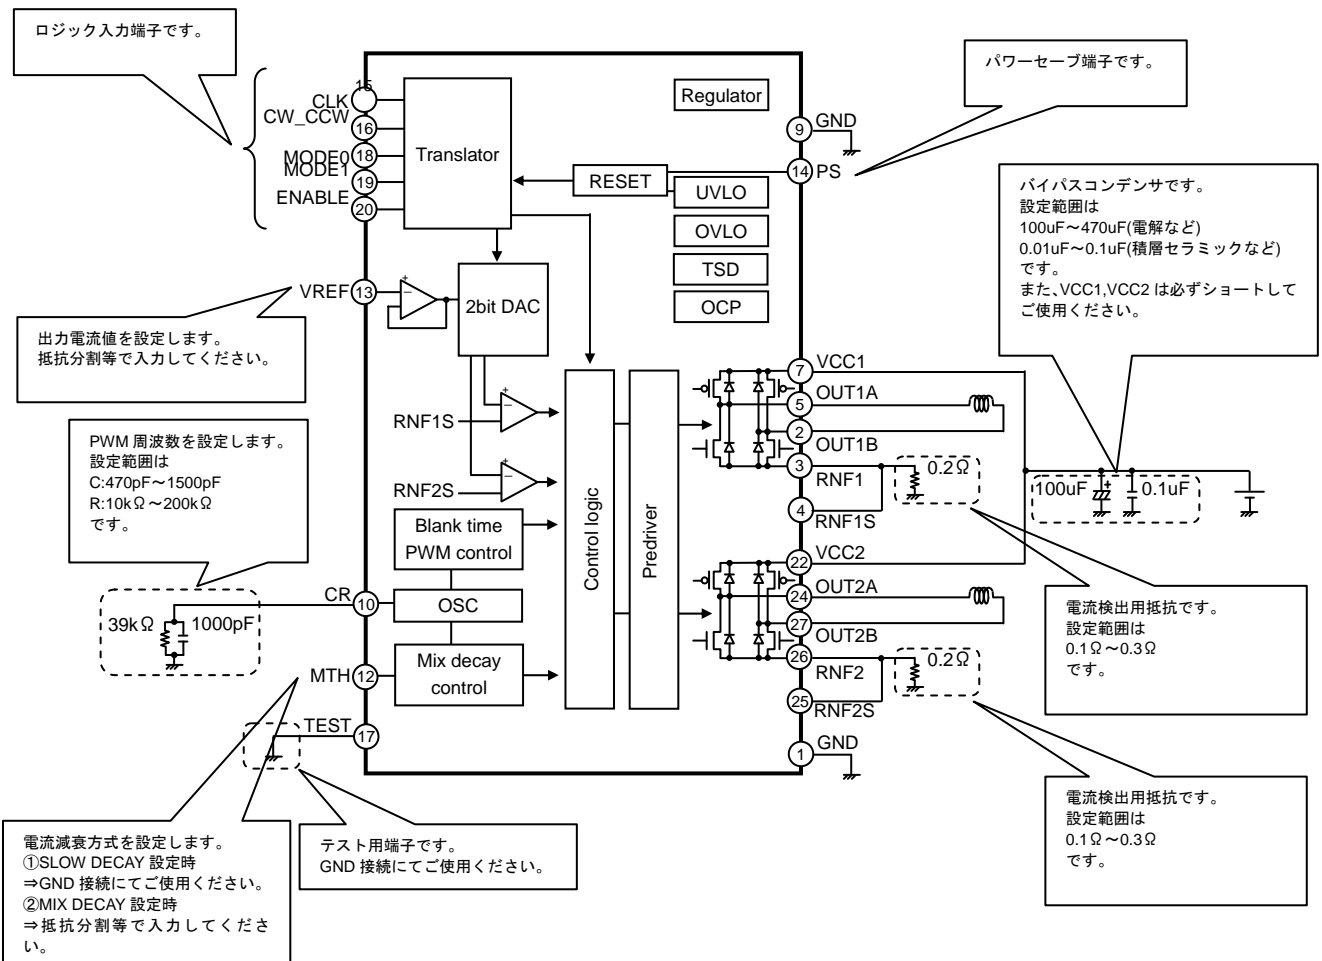 ロジック入力端子です。
パワーセーブ端子です。
15
CLK
CW_CCW
16
MODE0
18
MODE1
19
ENABLE
20
Translator
Regulator
9
GND
14
PS
RESET
UVLO
OVLO
TSD
OCP
バイパスコンデンサです。
設定範囲は
100uF～470uF(電解など)
0.01uF～0.1uF(積層セラミックなど)
です。
また、VCC1,VCC2 は必ずショートして
ご使用ください。
VREF
13
+
−
2bit DAC
出力電流値を設定します。
抵抗分割等で入力してください。
PWM 周波数を設定します。
設定範囲は
C:470pF～1500pF
R:10kΩ～200kΩ
です。
RNF1S
+
−
RNF2S
+
−
Blank time
PWM control
OSC
Mix decay
control
Control logic
Predriver
7
VCC1
5
OUT1A
2
OUT1B
3
RNF1
0.2Ω
4
RNF1S
22
VCC2
24
OUT2A
27
OUT2B
26
RNF2
0.2Ω
25
RNF2S
1
GND
100uF
+
0.1uF
CR
10
39kΩ
1000pF
MTH
12
TEST
17
電流検出用抵抗です。
設定範囲は
0.1Ω～0.3Ω
です。
電流検出用抵抗です。
設定範囲は
0.1Ω～0.3Ω
です。
電流減衰方式を設定します。
①SLOW DECAY 設定時
⇒GND 接続にてご使用ください。
②MIX DECAY 設定時
⇒抵抗分割等で入力してくださ
い。
テスト用端子です。
GND 接続にてご使用ください。